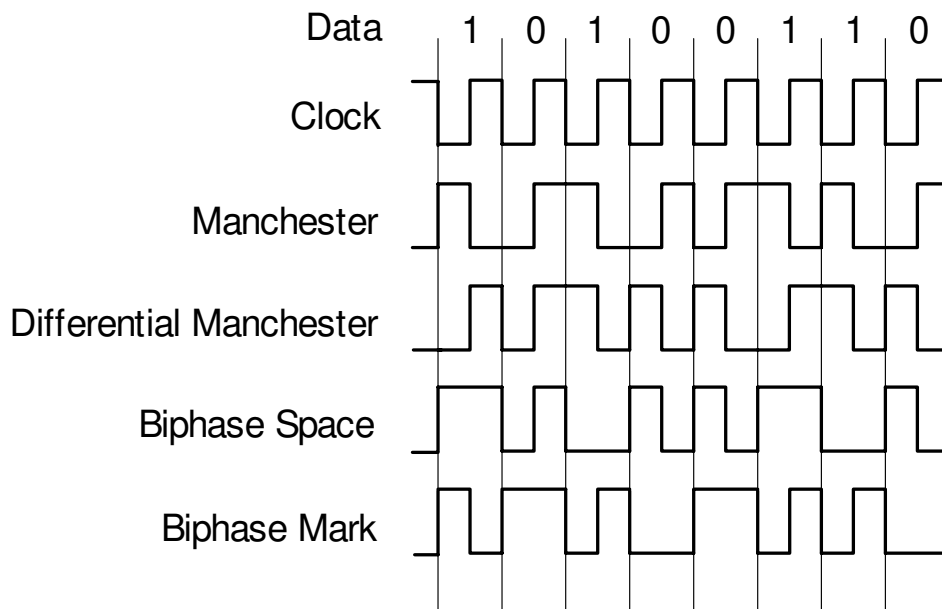 Data 1 0 1 0 0 1 1 0
Clock
Manchester
Differential Manchester
Biphase Space
Biphase Mark